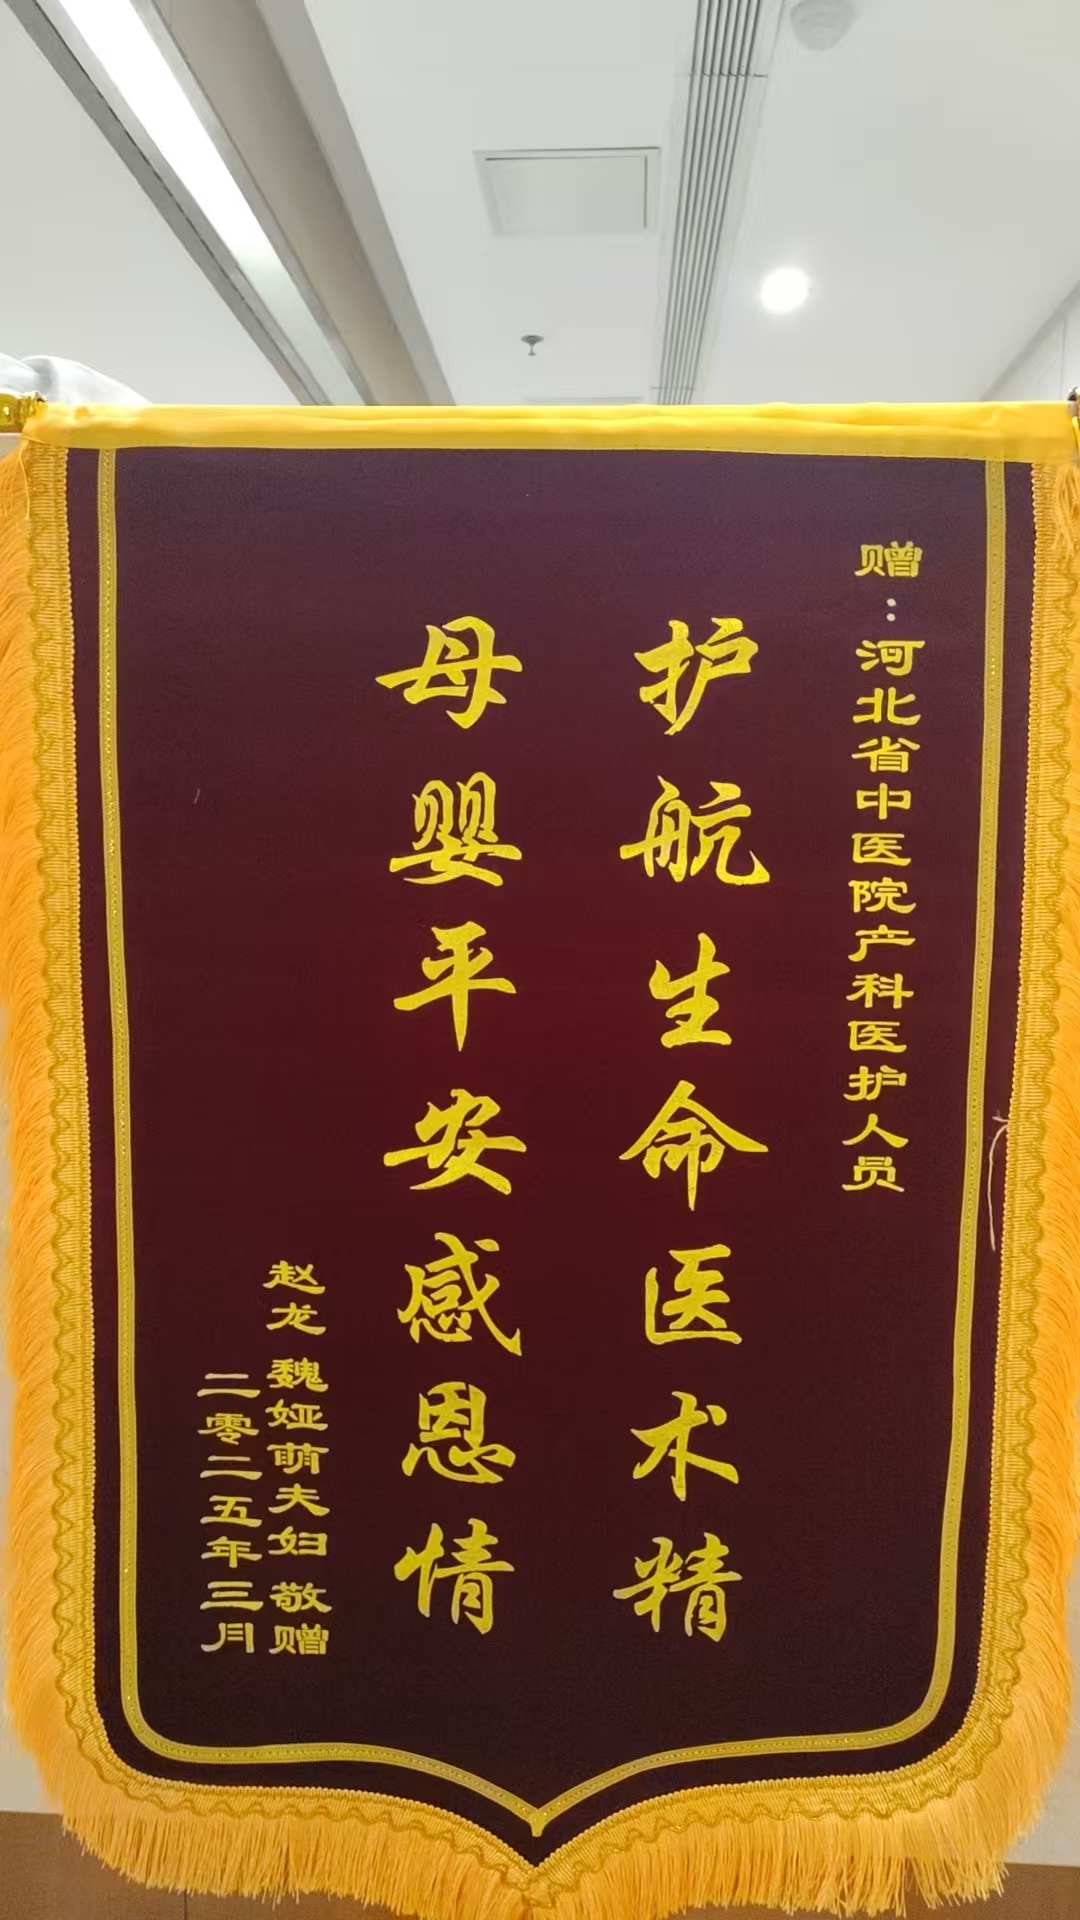 赠：河北省中医院产科医护人员
护航生命医术精
母婴平安感恩情
赵龙 魏娅萌夫妇 敬赠
二零二五年三月